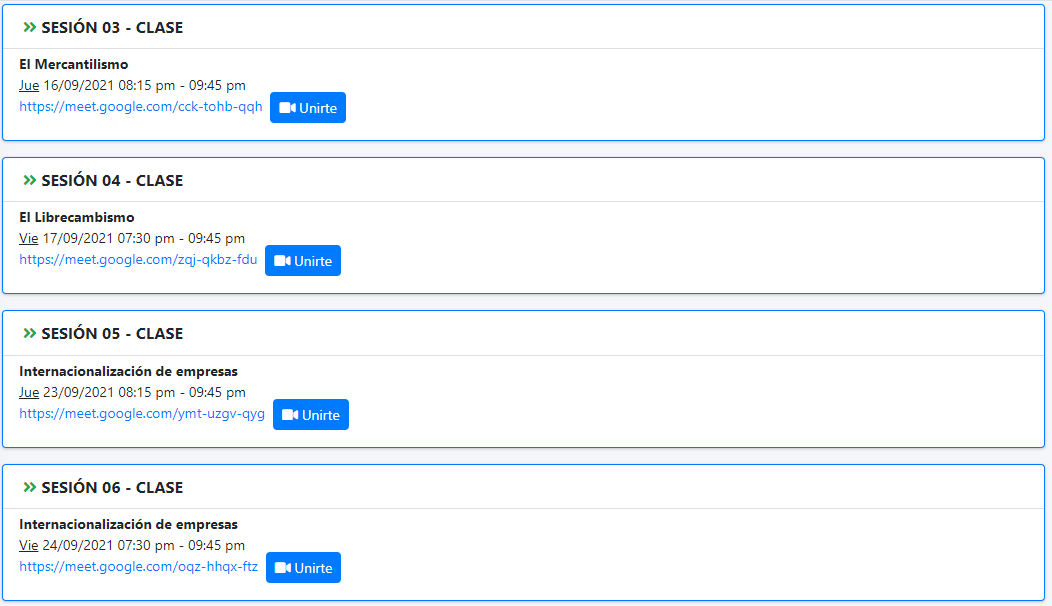 SESIÓN 03 - CLASE
El Mercantilismo
Jue 16/09/2021 08:15 pm - 09:45 pm
https://meet.google.com/cck-tohb-qqh Unirte
SESIÓN 04 - CLASE
El Librecambismo
Vie 17/09/2021 07:30 pm - 09:45 pm
https://meet.google.com/zqj-qkbz-fdu Unirte
SESIÓN 05 - CLASE
Internacionalización de empresas
Jue 23/09/2021 08:15 pm - 09:45 pm
https://meet.google.com/ymt-uzgv-qyg Unirte
SESIÓN 06 - CLASE
Internacionalización de empresas
Vie 24/09/2021 07:30 pm - 09:45 pm
https://meet.google.com/oqz-hhqx-ftz Unirte